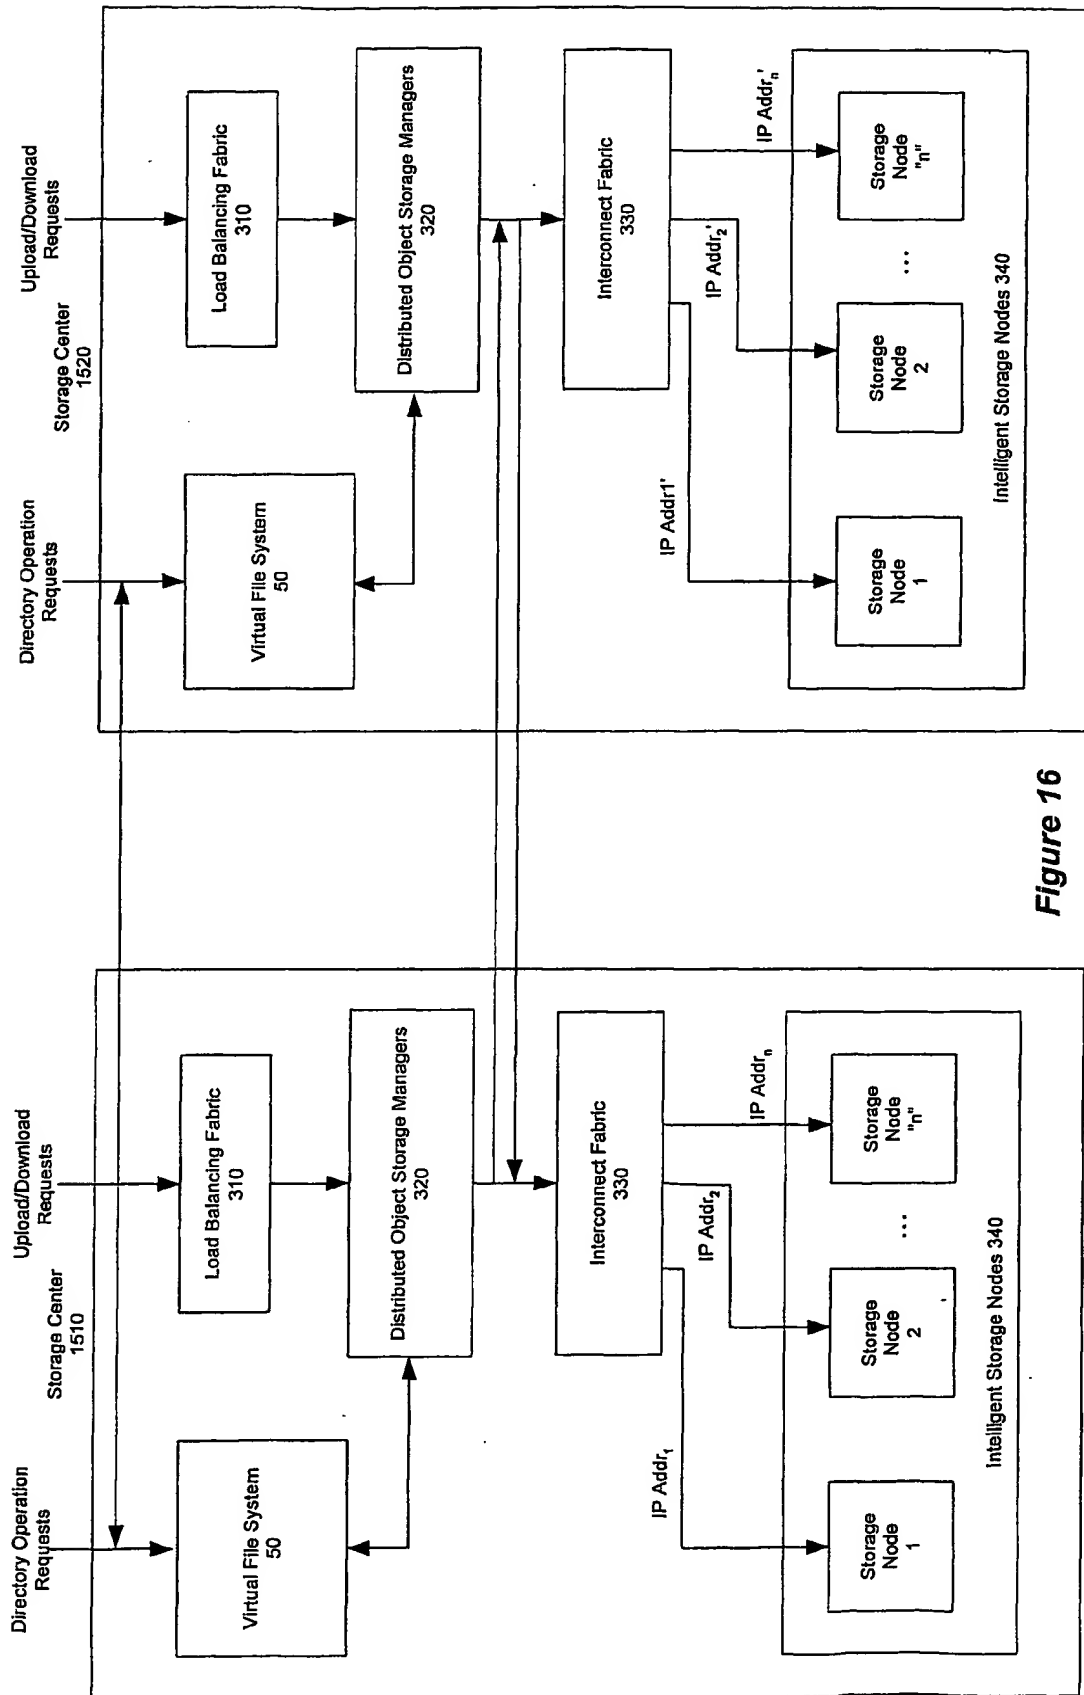 Directory Operation
Requests
Storage Center
1510
Upload/Download
Requests
Virtual File System
50
Load Balancing Fabric
310
Distributed Object Storage Managers
320
Interconnect Fabric
330
IP Addr1
IP Addr2
IP Addrn
Storage
Node
1
Storage
Node
2
...
Storage
Node
"n"
Intelligent Storage Nodes 340
Directory Operation
Requests
Storage Center
1520
Upload/Download
Requests
Virtual File System
50
Load Balancing Fabric
310
Distributed Object Storage Managers
320
Interconnect Fabric
330
IP Addr1'
IP Addr2'
IP Addrn'
Storage
Node
1
Storage
Node
2
...
Storage
Node
"n"
Intelligent Storage Nodes 340
Figure 16